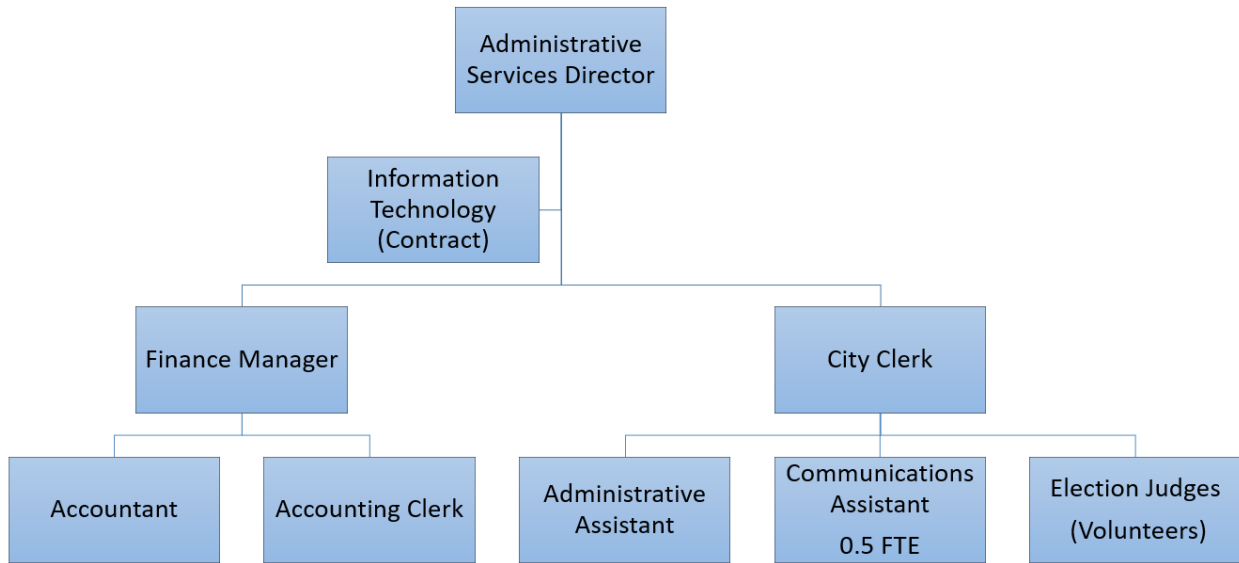 Administrative
Services Director
Information
Technology
(Contract)
Finance Manager
City Clerk
Accountant
Accounting Clerk
Administrative
Assistant
Communications
Assistant
0.5 FTE
Election Judges
(Volunteers)